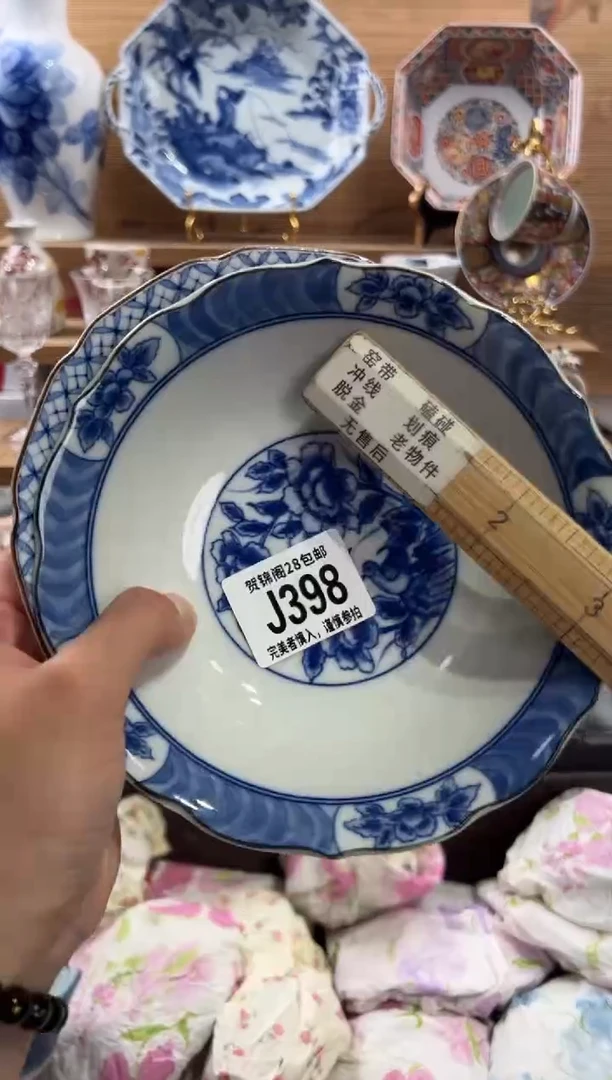 窑带
冲线 磕碰
脱金 划痕
无售后 老物件
2
3
贺锦阁28包邮
J398
完美者慎入，谨慎参拍